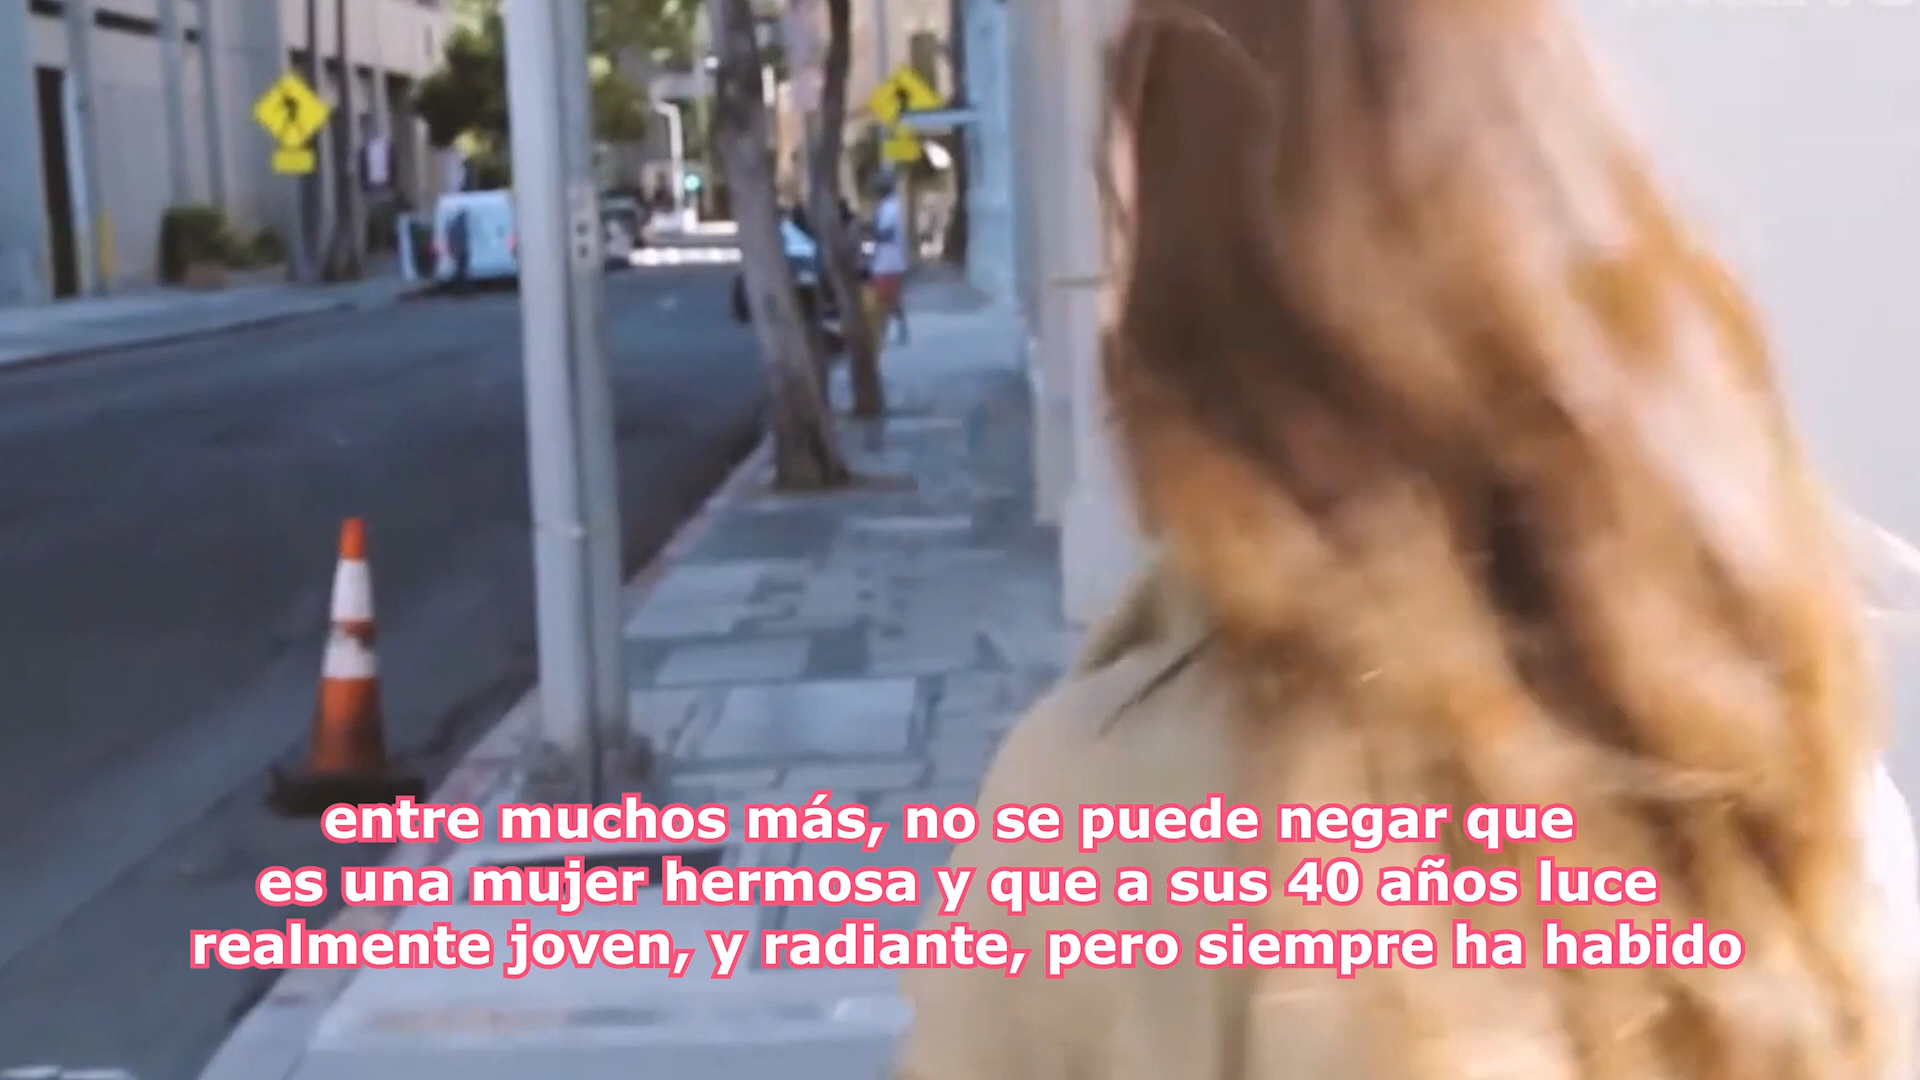 entre muchos más, no se puede negar que
es una mujer hermosa y que a sus 40 años luce
realmente joven, y radiante, pero siempre ha habido